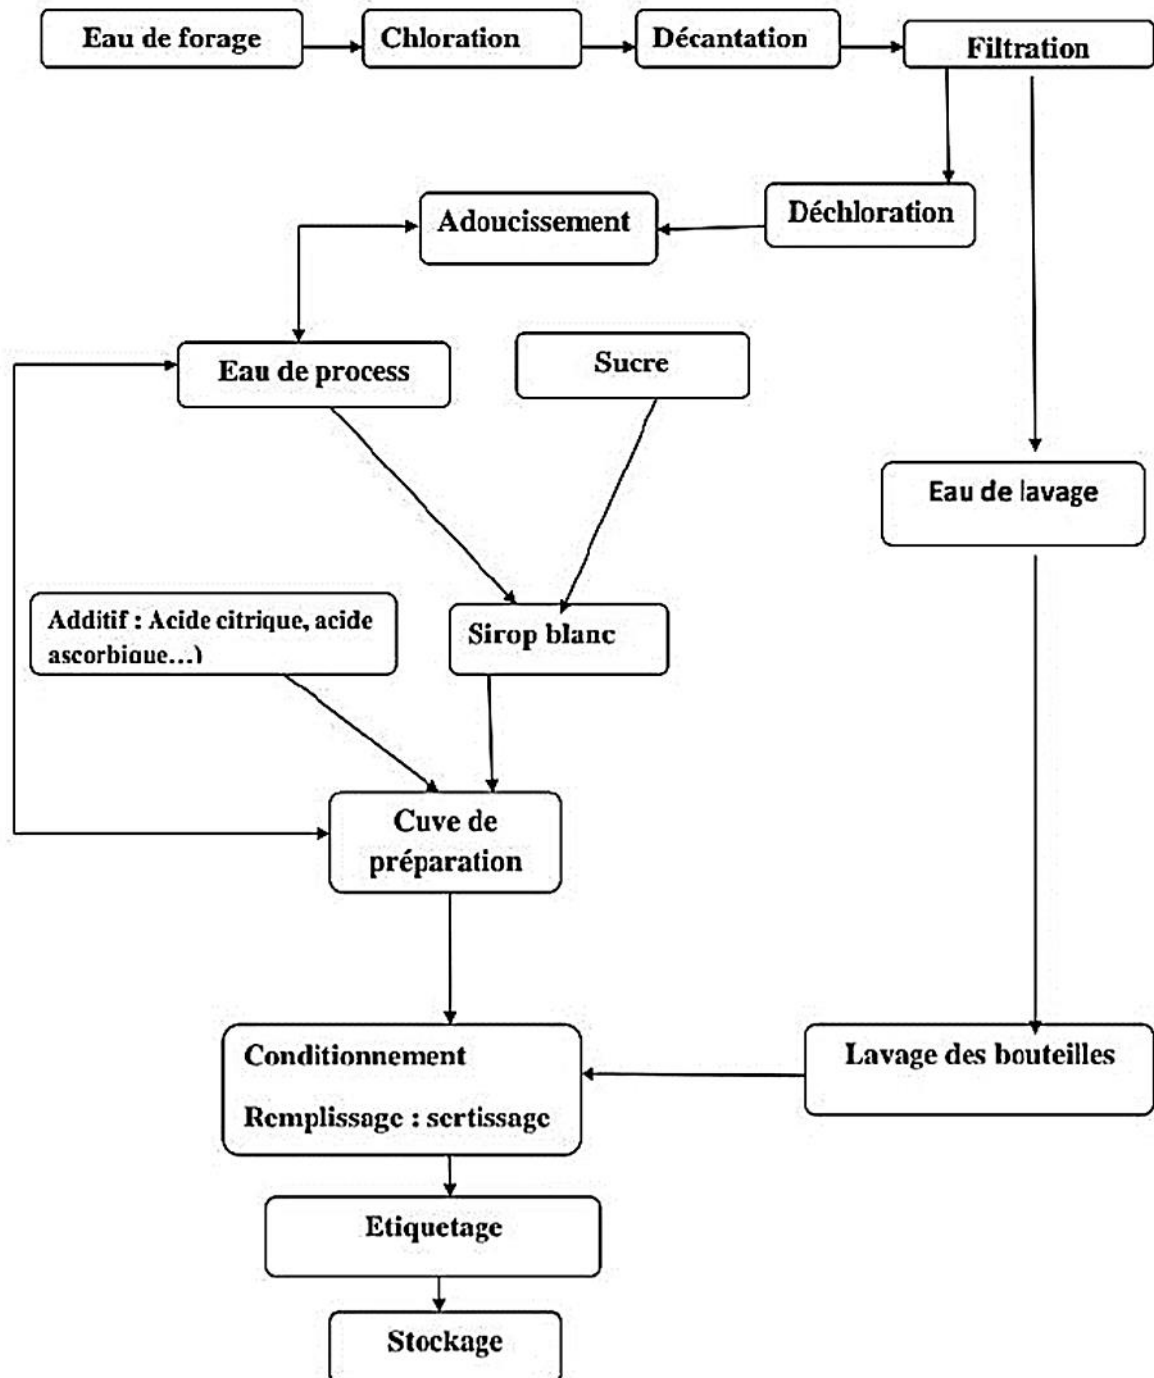 Eau de forage
Chloration
Décantation
Filtration
Déchloration
Adoucissement
Eau de process
Sucre
Eau de lavage
Additif : Acide citrique, acide
ascorbique...)
Sirop blanc
Cuve de
préparation
Conditionnement
Remplissage : sertissage
Lavage des bouteilles
Etiquetage
Stockage